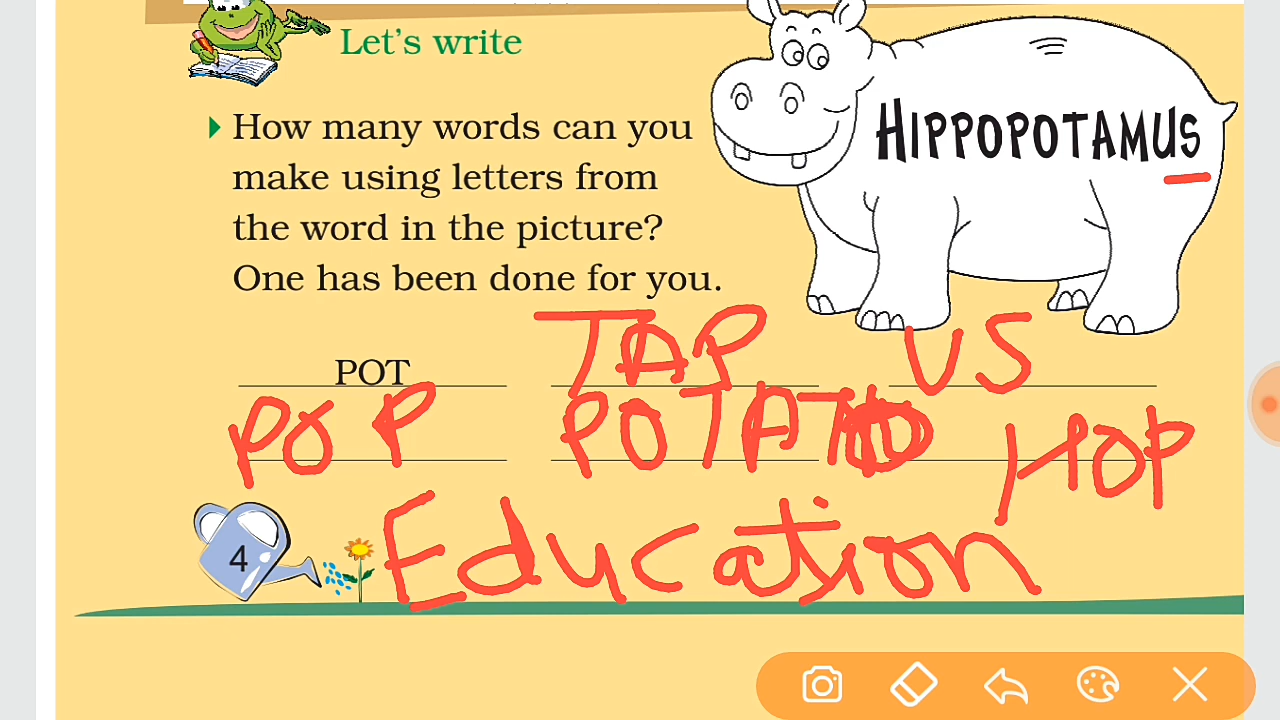 Let's write
How many words can you
make using letters from
the word in the picture?
One has been done for you.
HIPPOPOTAMUS
POT TAP US
POP POTATO HOP
4 Education